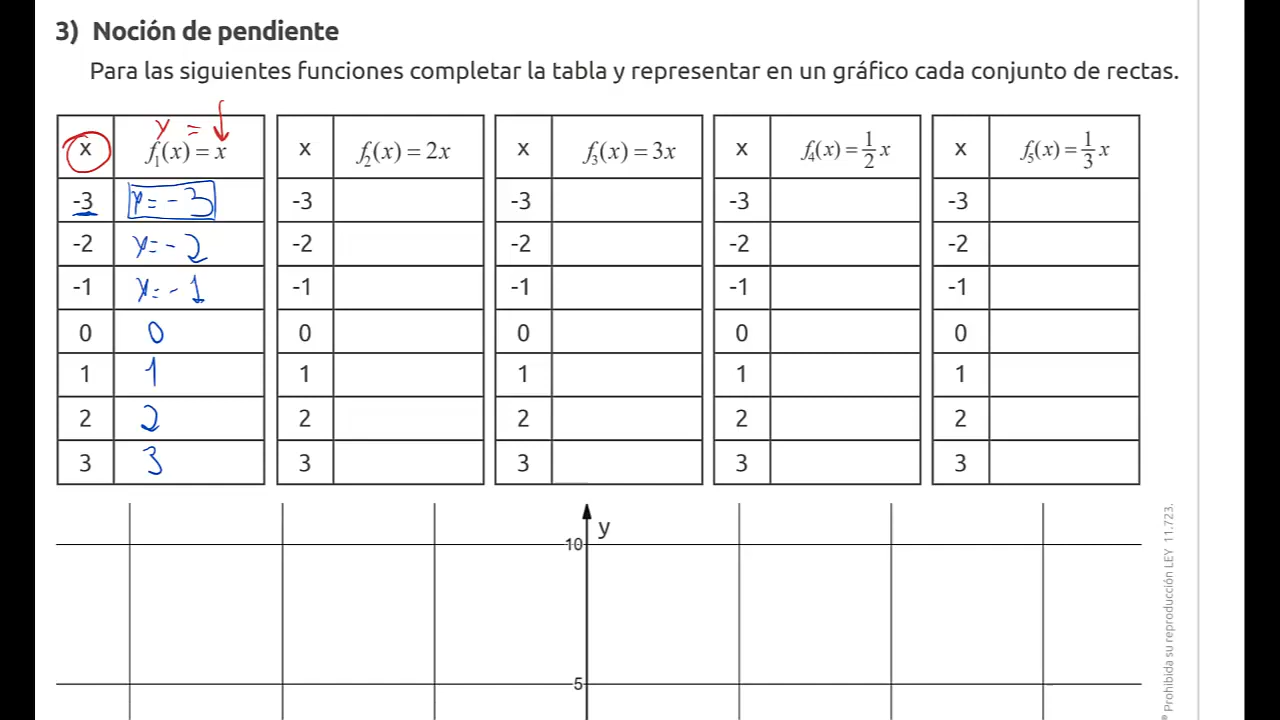 3) Noción de pendiente
Para las siguientes funciones completar la tabla y representar en un gráfico cada conjunto de rectas.
y =
x f₁(x) = x x f₂(x) = 2x x f₃(x) = 3x x f₄(x) = 1/2 x x f₅(x) = 1/3 x
-3 y = - 3 -3 -3 -3 -3
-2 y = - 2 -2 -2 -2 -2
-1 y = - 1 -1 -1 -1 -1
0 0 0 0 0 0
1 1 1 1 1 1
2 2 2 2 2 2
3 3 3 3 3 3
y
10
5
® Prohibida su reproducción LEY 11.723.